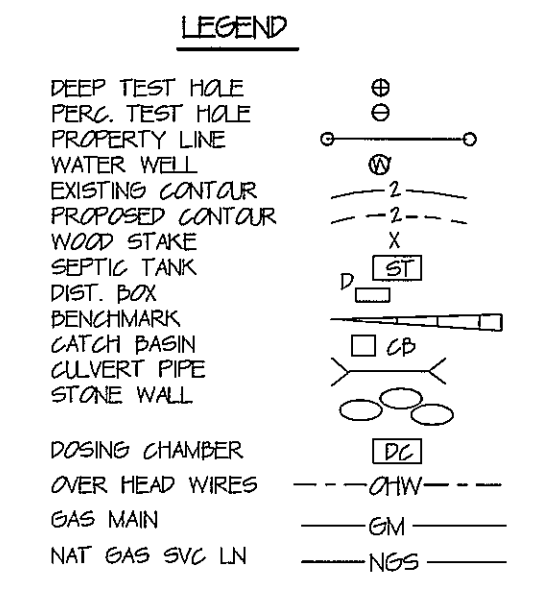 LEGEND
DEEP TEST HOLE
PERC. TEST HOLE
PROPERTY LINE
WATER WELL W
EXISTING CONTOUR 2
PROPOSED CONTOUR 2
WOOD STAKE X
SEPTIC TANK ST
DIST. BOX D
BENCHMARK
CATCH BASIN CB
CULVERT PIPE
STONE WALL
DOSING CHAMBER DC
OVER HEAD WIRES OHW
GAS MAIN GM
NAT GAS SVC LN NGS